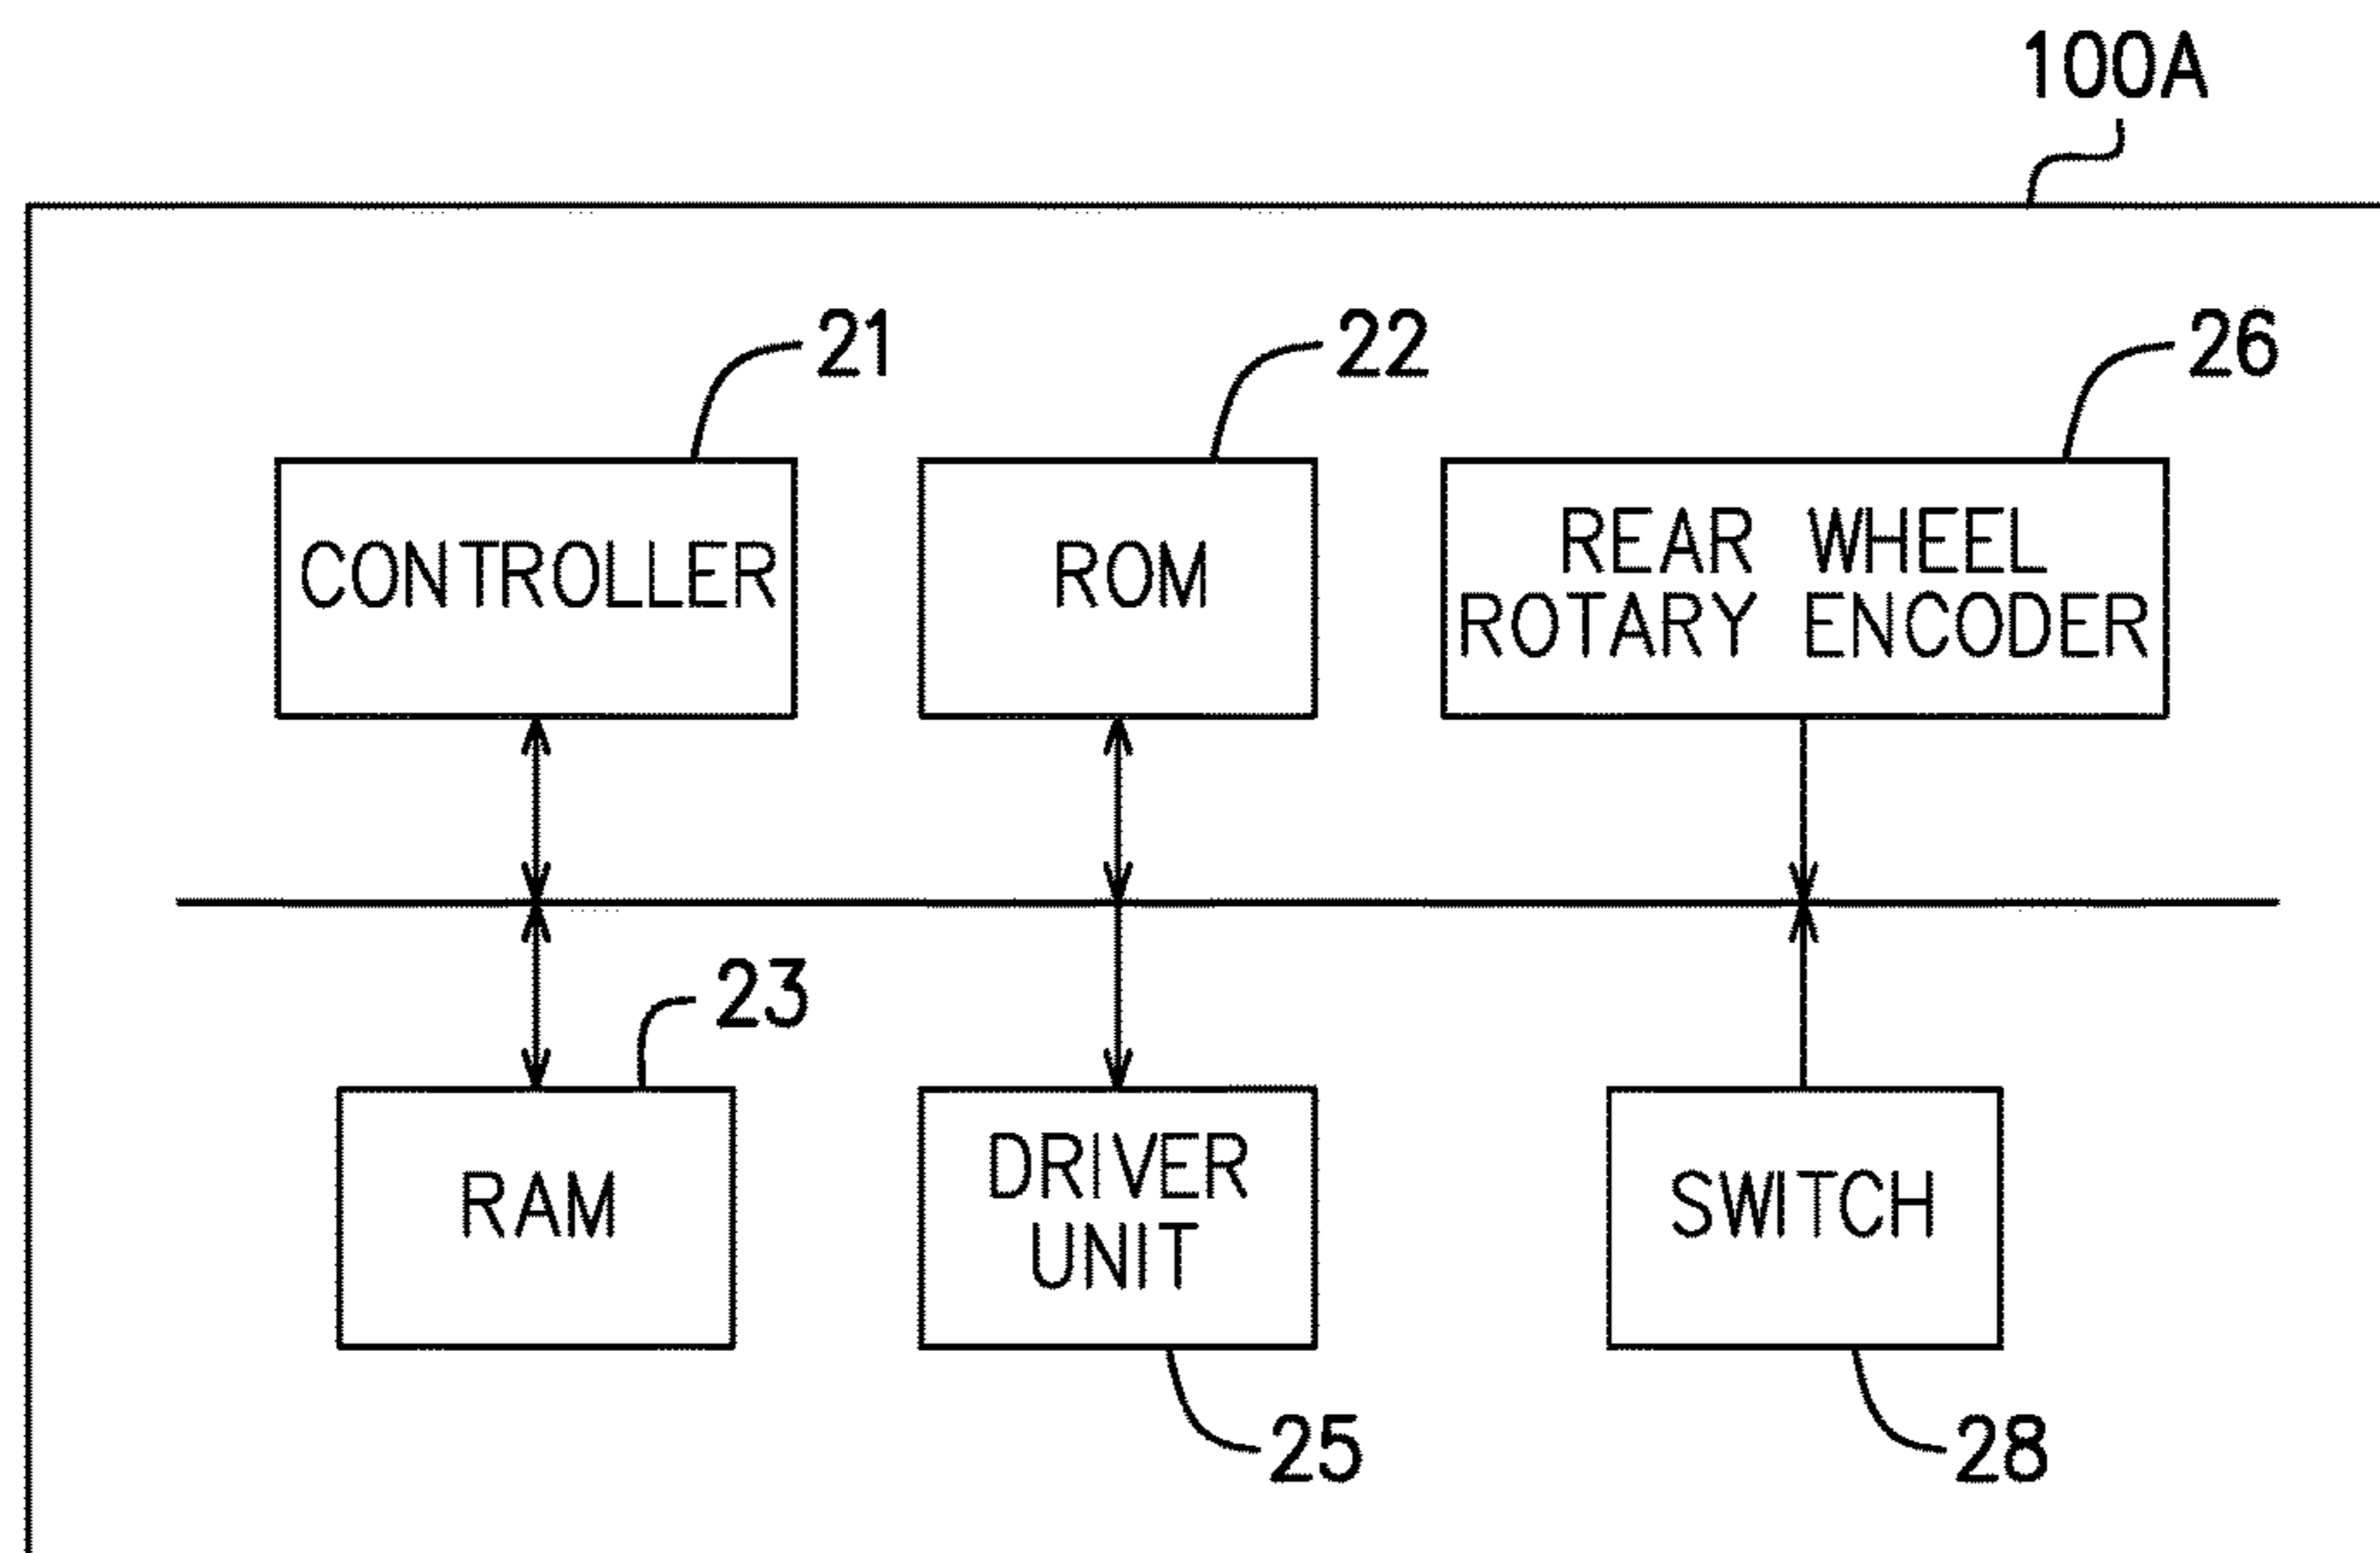 100A
21
22
26
CONTROLLER
ROM
REAR WHEEL
ROTARY ENCODER
23
RAM
DRIVER
UNIT
SWITCH
25
28